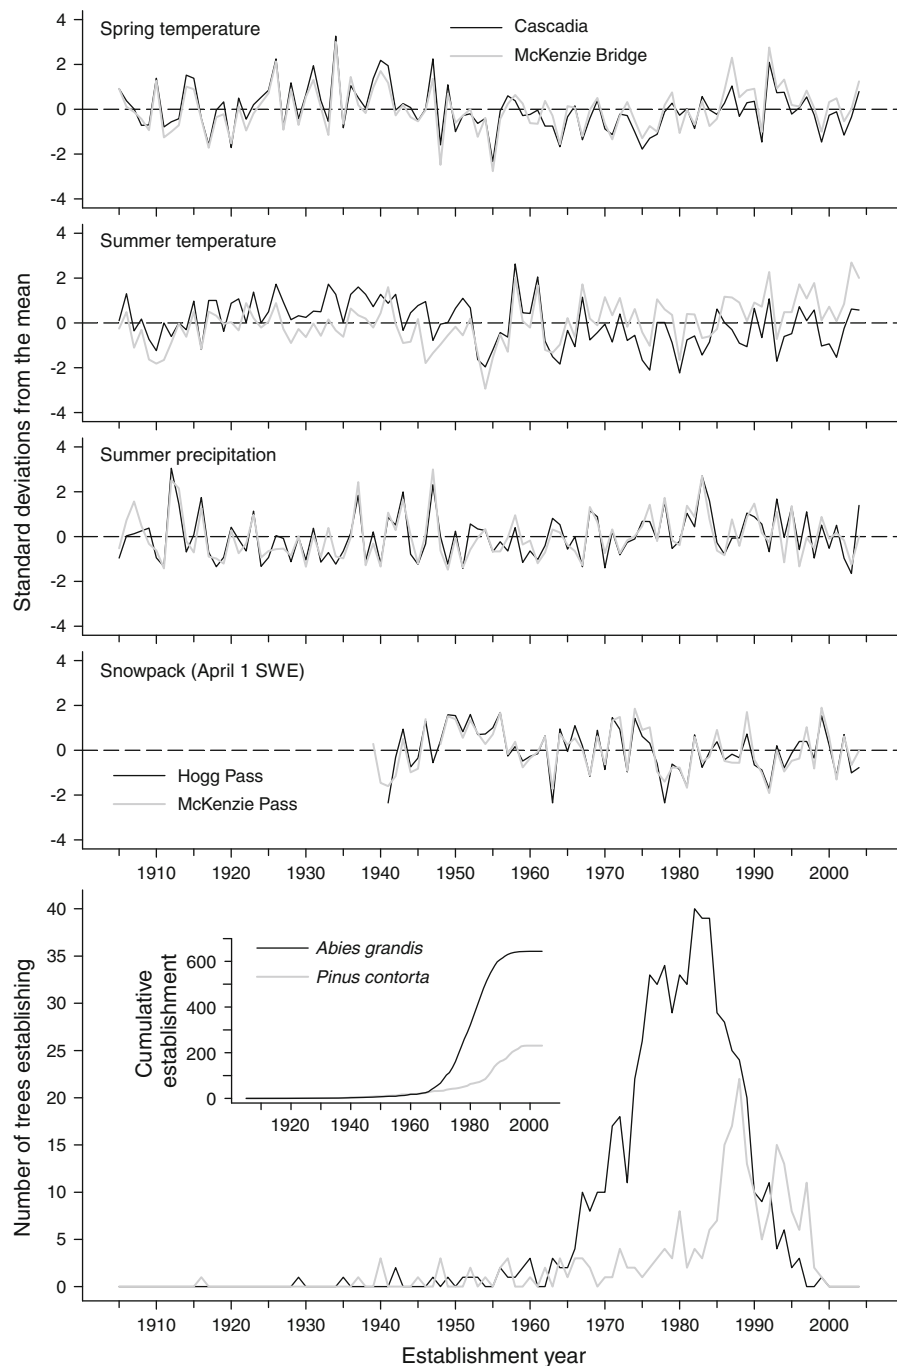 Spring temperature
Cascadia
McKenzie Bridge
4
2
0
-2
-4
Summer temperature
4
2
0
-2
-4
Summer precipitation
4
2
0
-2
-4
Snowpack (April 1 SWE)
4
2
0
-2
-4
Hogg Pass
McKenzie Pass
Standard deviations from the mean
1910 1920 1930 1940 1950 1960 1970 1980 1990 2000
40
35
30
25
20
15
10
5
0
Number of trees establishing
Abies grandis
Pinus contorta
Cumulative
establishment
600
400
200
0
1920 1940 1960 1980 2000
1910 1920 1930 1940 1950 1960 1970 1980 1990 2000
Establishment year